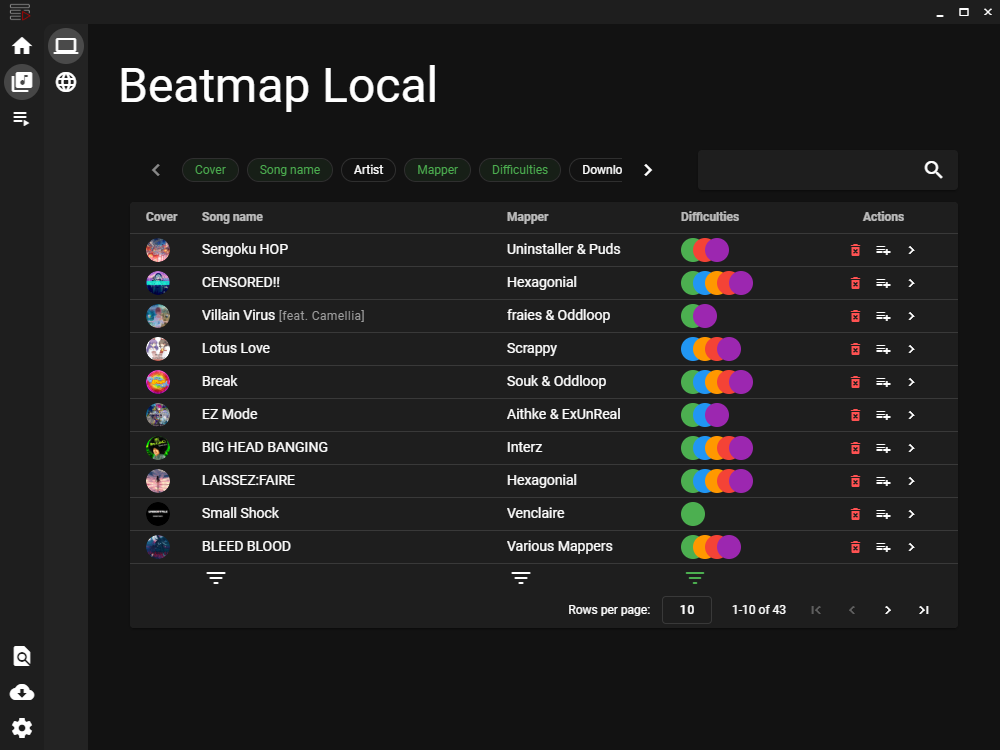 Beatmap Local
Cover Song name Artist Mapper Difficulties Downlo
Cover Song name Mapper Difficulties Actions
Sengoku HOP Uninstaller & Puds
CENSORED!! Hexagonial
Villain Virus [feat. Camellia] fraies & Oddloop
Lotus Love Scrappy
Break Souk & Oddloop
EZ Mode Aithke & ExUnReal
BIG HEAD BANGING Interz
LAISSEZ:FAIRE Hexagonial
Small Shock Venclaire
BLEED BLOOD Various Mappers
Rows per page: 10 1-10 of 43